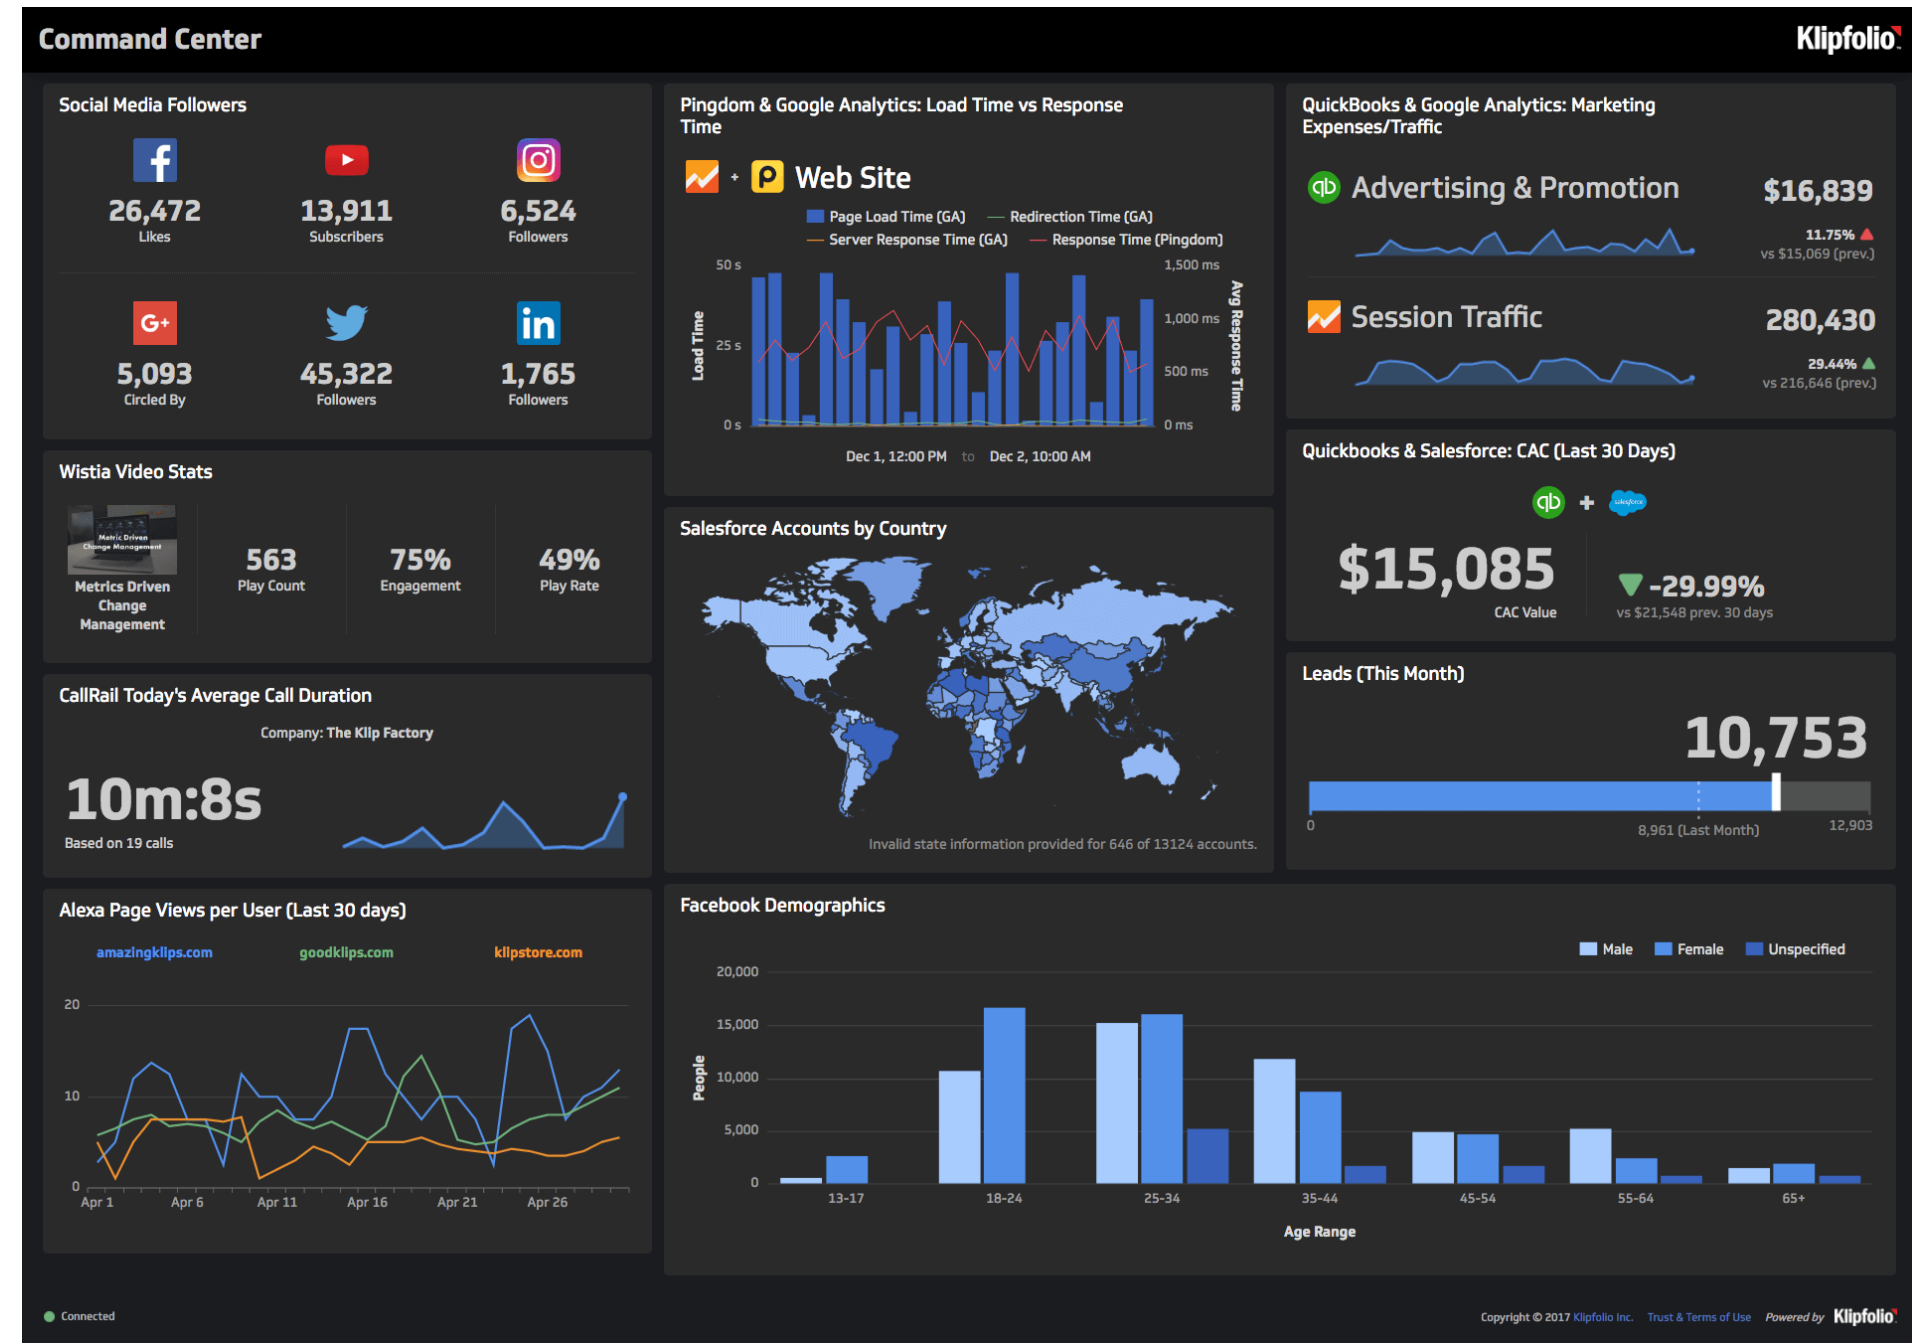 Command Center
Klipfolio
Social Media Followers
26,472
Likes
13,911
Subscribers
6,524
Followers
G+
5,093
Circled By
45,322
Followers
in
1,765
Followers
Wistia Video Stats
Metric Driven
Change Management
Metrics Driven
Change
Management
563
Play Count
75%
Engagement
49%
Play Rate
CallRail Today's Average Call Duration
Company: The Klip Factory
10m:8s
Based on 19 calls
Alexa Page Views per User (Last 30 days)
amazingklips.com
goodklips.com
klipstore.com
20
10
0
Apr 1
Apr 6
Apr 11
Apr 16
Apr 21
Apr 26
Pingdom & Google Analytics: Load Time vs Response
Time
+
Web Site
Page Load Time (GA)
Redirection Time (GA)
Server Response Time (GA)
Response Time (Pingdom)
50 s
25 s
0 s
Load Time
1,500 ms
1,000 ms
500 ms
0 ms
Avg Response Time
Dec 1, 12:00 PM to Dec 2, 10:00 AM
Salesforce Accounts by Country
Invalid state information provided for 646 of 13124 accounts.
QuickBooks & Google Analytics: Marketing
Expenses/Traffic
qb
Advertising & Promotion
$16,839
11.75%
vs $15,069 (prev.)
Session Traffic
280,430
29.44%
vs 216,646 (prev.)
Quickbooks & Salesforce: CAC (Last 30 Days)
qb + salesforce
$15,085
CAC Value
-29.99%
vs $21,548 prev. 30 days
Leads (This Month)
10,753
0
8,961 (Last Month)
12,903
Facebook Demographics
Male
Female
Unspecified
20,000
15,000
10,000
5,000
0
People
13-17
18-24
25-34
35-44
45-54
55-64
65+
Age Range
Connected
Copyright © 2017 Klipfolio Inc. Trust & Terms of Use Powered by Klipfolio